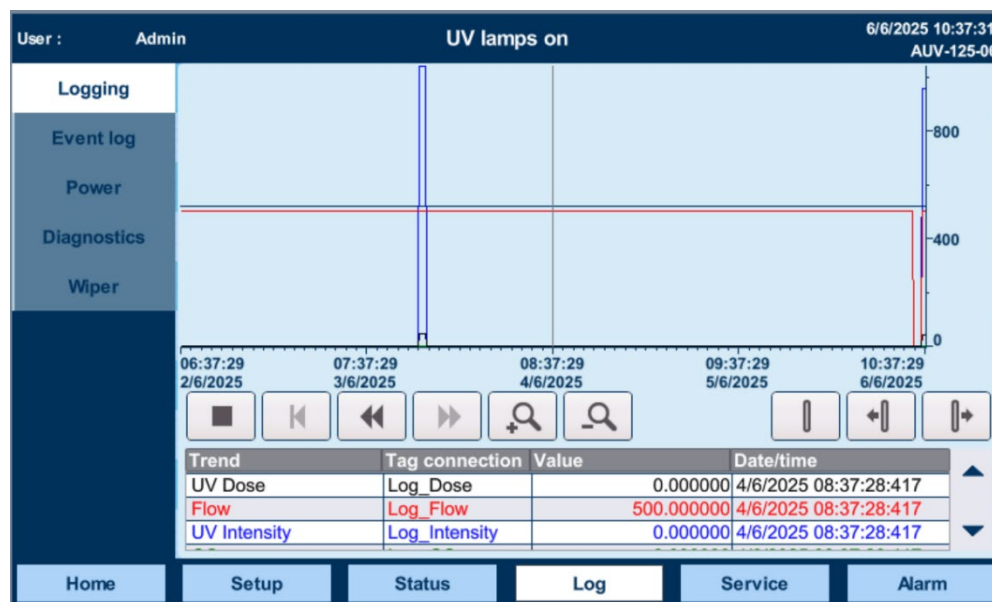 User : Admin UV lamps on 6/6/2025 10:37:31
AUV-125-06
Logging
Event log
Power
Diagnostics
Wiper
800
400
0
06:37:29 07:37:29 08:37:29 09:37:29 10:37:29
2/6/2025 3/6/2025 4/6/2025 5/6/2025 6/6/2025
Trend Tag connection Value Date/time
UV Dose Log_Dose 0.000000 4/6/2025 08:37:28:417
Flow Log_Flow 500.000000 4/6/2025 08:37:28:417
UV Intensity Log_Intensity 0.000000 4/6/2025 08:37:28:417
Home Setup Status Log Service Alarm